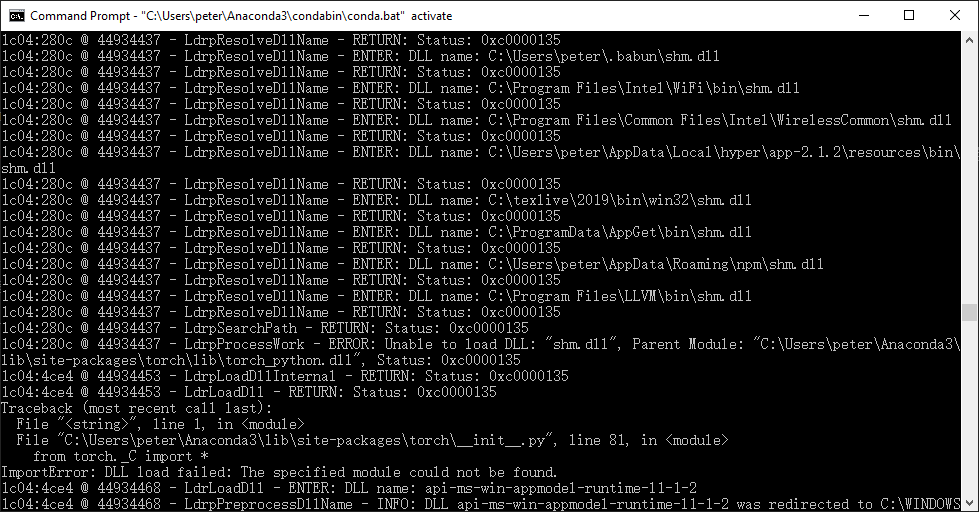 Command Prompt - "C:\Users\peter\Anaconda3\condabin\conda.bat" activate
1c04:280c @ 44934437 - LdrpResolveDllName - RETURN: Status: 0xc0000135
1c04:280c @ 44934437 - LdrpResolveDllName - ENTER: DLL name: C:\Users\peter\.babun\shm.dll
1c04:280c @ 44934437 - LdrpResolveDllName - RETURN: Status: 0xc0000135
1c04:280c @ 44934437 - LdrpResolveDllName - ENTER: DLL name: C:\Program Files\Intel\WiFi\bin\shm.dll
1c04:280c @ 44934437 - LdrpResolveDllName - RETURN: Status: 0xc0000135
1c04:280c @ 44934437 - LdrpResolveDllName - ENTER: DLL name: C:\Program Files\Common Files\Intel\WirelessCommon\shm.dll
1c04:280c @ 44934437 - LdrpResolveDllName - RETURN: Status: 0xc0000135
1c04:280c @ 44934437 - LdrpResolveDllName - ENTER: DLL name: C:\Users\peter\AppData\Local\hyper\app-2.1.2\resources\bin\
shm.dll
1c04:280c @ 44934437 - LdrpResolveDllName - RETURN: Status: 0xc0000135
1c04:280c @ 44934437 - LdrpResolveDllName - ENTER: DLL name: C:\texlive\2019\bin\win32\shm.dll
1c04:280c @ 44934437 - LdrpResolveDllName - RETURN: Status: 0xc0000135
1c04:280c @ 44934437 - LdrpResolveDllName - ENTER: DLL name: C:\ProgramData\AppGet\bin\shm.dll
1c04:280c @ 44934437 - LdrpResolveDllName - RETURN: Status: 0xc0000135
1c04:280c @ 44934437 - LdrpResolveDllName - ENTER: DLL name: C:\Users\peter\AppData\Roaming\npm\shm.dll
1c04:280c @ 44934437 - LdrpResolveDllName - RETURN: Status: 0xc0000135
1c04:280c @ 44934437 - LdrpResolveDllName - ENTER: DLL name: C:\Program Files\LLVM\bin\shm.dll
1c04:280c @ 44934437 - LdrpResolveDllName - RETURN: Status: 0xc0000135
1c04:280c @ 44934437 - LdrpSearchPath - RETURN: Status: 0xc0000135
1c04:280c @ 44934437 - LdrpProcessWork - ERROR: Unable to load DLL: "shm.dll", Parent Module: "C:\Users\peter\Anaconda3\
lib\site-packages\torch\lib\torch_python.dll", Status: 0xc0000135
1c04:4ce4 @ 44934453 - LdrpLoadDllInternal - RETURN: Status: 0xc0000135
1c04:4ce4 @ 44934453 - LdrLoadDll - RETURN: Status: 0xc0000135
Traceback (most recent call last):
  File "<string>", line 1, in <module>
  File "C:\Users\peter\Anaconda3\lib\site-packages\torch\__init__.py", line 81, in <module>
    from torch._C import *
ImportError: DLL load failed: The specified module could not be found.
1c04:4ce4 @ 44934468 - LdrLoadDll - ENTER: DLL name: api-ms-win-appmodel-runtime-l1-1-2
1c04:4ce4 @ 44934468 - LdrpPreprocessDllName - INFO: DLL api-ms-win-appmodel-runtime-l1-1-2 was redirected to C:\WINDOWS